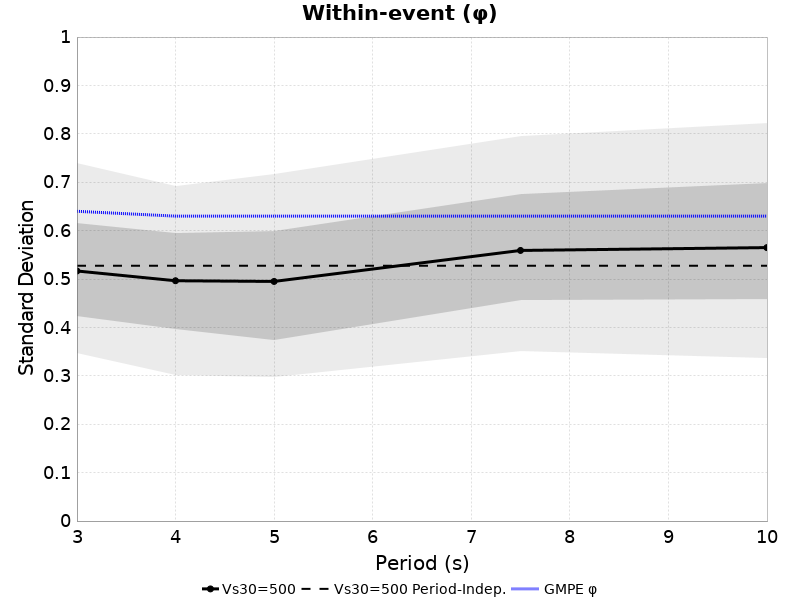 Within-event (φ)
1
0.9
0.8
0.7
0.6
0.5
0.4
0.3
0.2
0.1
0
Standard Deviation
3 4 5 6 7 8 9 10
Period (s)
Vs30=500 Vs30=500 Period-Indep. GMPE φ